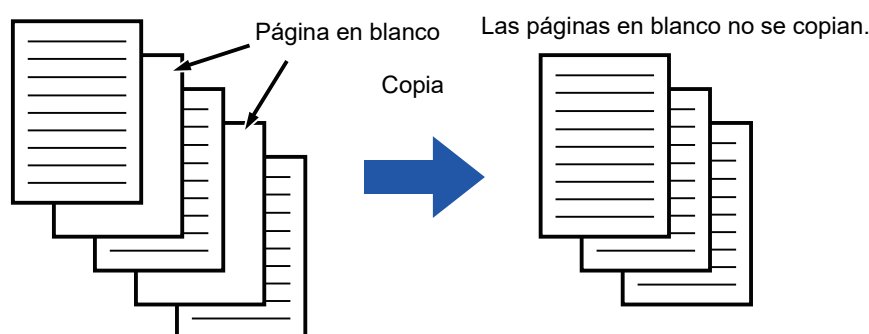 Página en blanco
Las páginas en blanco no se copian.
Copia